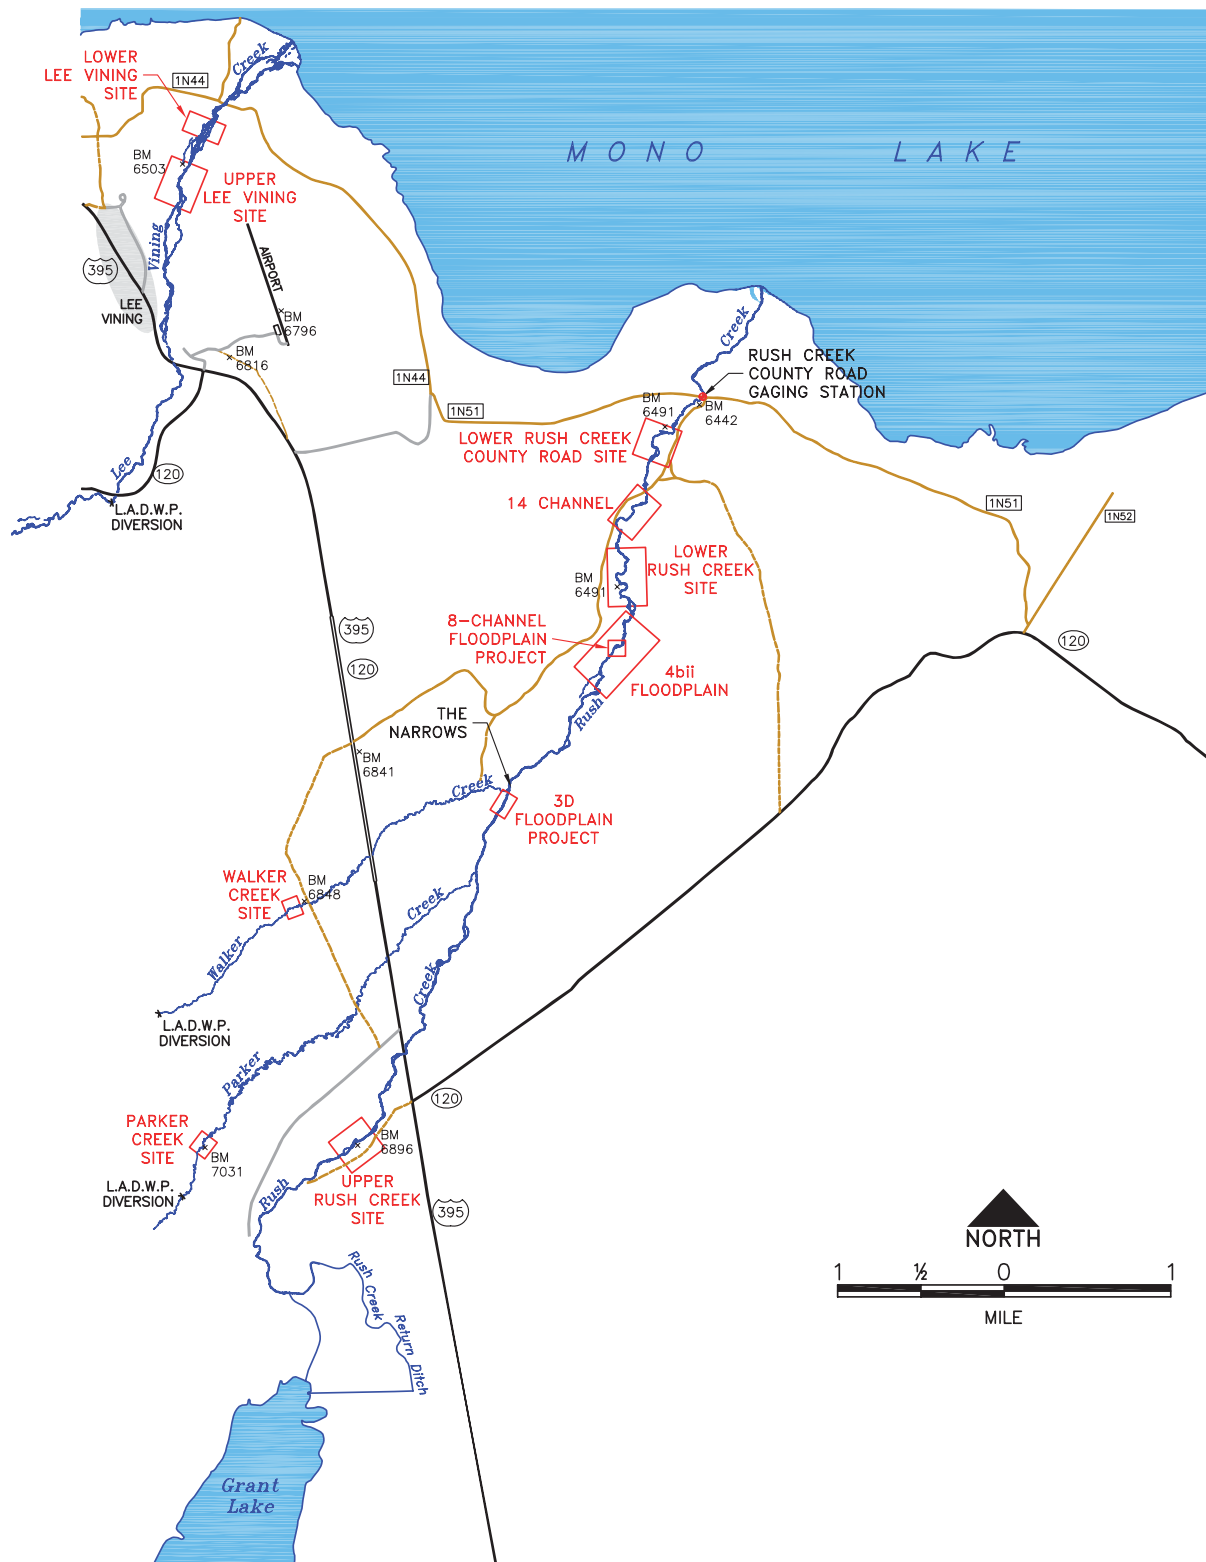 LOWER
LEE VINING
SITE
1N44
Creek
MONO LAKE
BM
6503
UPPER
LEE VINING
SITE
Vining
395
AIRPORT
LEE
VINING
BM
6796
BM
6816
Creek
RUSH CREEK
COUNTY ROAD
GAGING STATION
1N44
1N51
BM
6491
BM
6442
LOWER RUSH CREEK
COUNTY ROAD SITE
Lee
120
L.A.D.W.P.
DIVERSION
14 CHANNEL
1N51
1N52
LOWER
RUSH CREEK
SITE
BM
6491
395
120
8-CHANNEL
FLOODPLAIN
PROJECT
120
4bii
FLOODPLAIN
Rush
THE
NARROWS
BM
6841
Creek
3D
FLOODPLAIN
PROJECT
WALKER
CREEK
SITE
BM
6848
Creek
Walker
Creek
L.A.D.W.P.
DIVERSION
Parker
120
PARKER
CREEK
SITE
BM
7031
BM
6896
L.A.D.W.P.
DIVERSION
Rush
UPPER
RUSH CREEK
SITE
395
NORTH
Rush Creek
Return Ditch
1 ½ 0 1
MILE
Grant
Lake